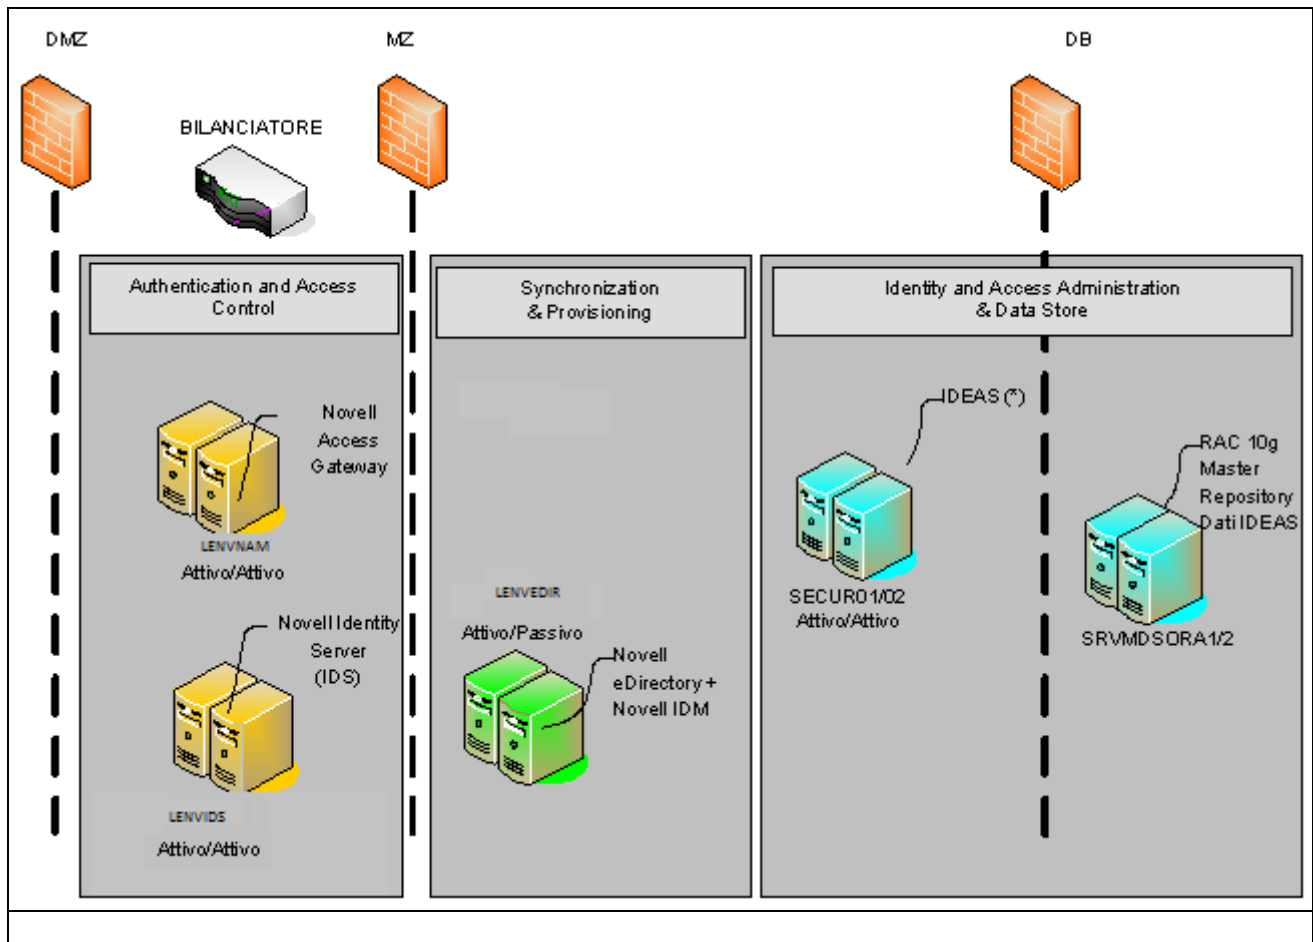 DMZ
MZ
DB
BILANCIATORE
Authentication and Access
Control
Synchronization
& Provisioning
Identity and Access Administration
& Data Store
Novell
Access
Gateway
LENVNAM
Attivo/Attivo
Novell Identity
Server
(IDS)
LENVIDS
Attivo/Attivo
LENVEDIR
Attivo/Passivo
Novell
eDirectory +
Novell IDM
IDEAS (*)
SECUR01/02
Attivo/Attivo
RAC 10g
Master
Repository
Dati IDEAS
SRVMDSORA1/2